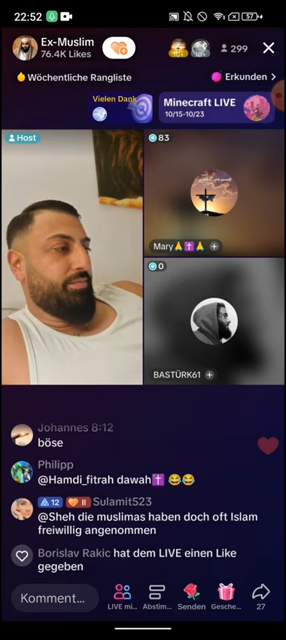 22:52
57
Ex-Muslim
76.4K Likes
299
Wöchentliche Rangliste
Erkunden >
Vielen Dank
Minecraft LIVE
10/15-10/23
Host
83
Mary
0
BASTÜRK61
Johannes 8:12
böse
Philipp
@Hamdi_fitrah dawah✝️ 😂😂
12 II Sulamit523
@Sheh die muslimas haben doch oft Islam
freiwillig angenommen
Borislav Rakic hat dem LIVE einen Like
gegeben
Komment...
LIVE mi...
Abstim...
Senden
Gesche...
27